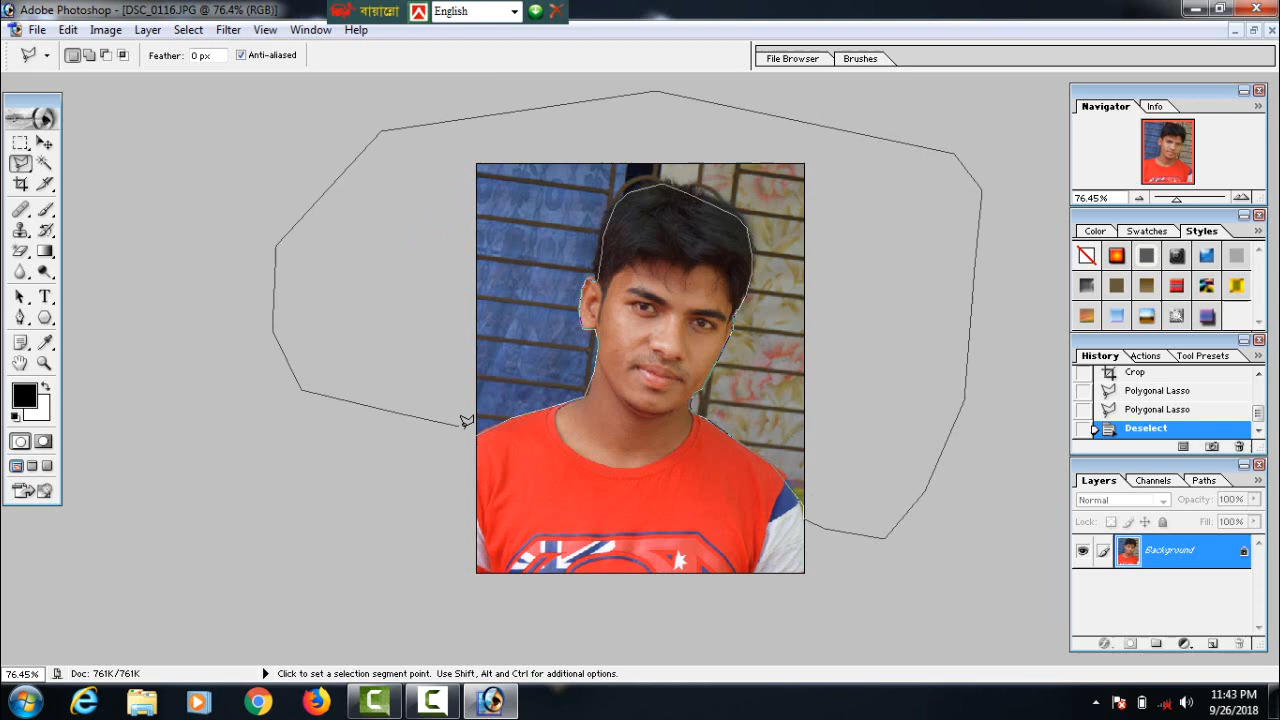 Adobe Photoshop - [DSC_0116.JPG @ 76.4% (RGB)]
বায়ান্নো English
File Edit Image Layer Select Filter View Window Help
Feather: 0 px Anti-aliased
File Browser Brushes
Navigator Info
76.45%
Color Swatches Styles
History Actions Tool Presets
Crop
Polygonal Lasso
Polygonal Lasso
Deselect
Layers Channels Paths
Normal Opacity: 100%
Lock: Fill: 100%
Background
76.45% Doc: 761K/761K Click to set a selection segment point. Use Shift, Alt and Ctrl for additional options.
11:43 PM
9/26/2018